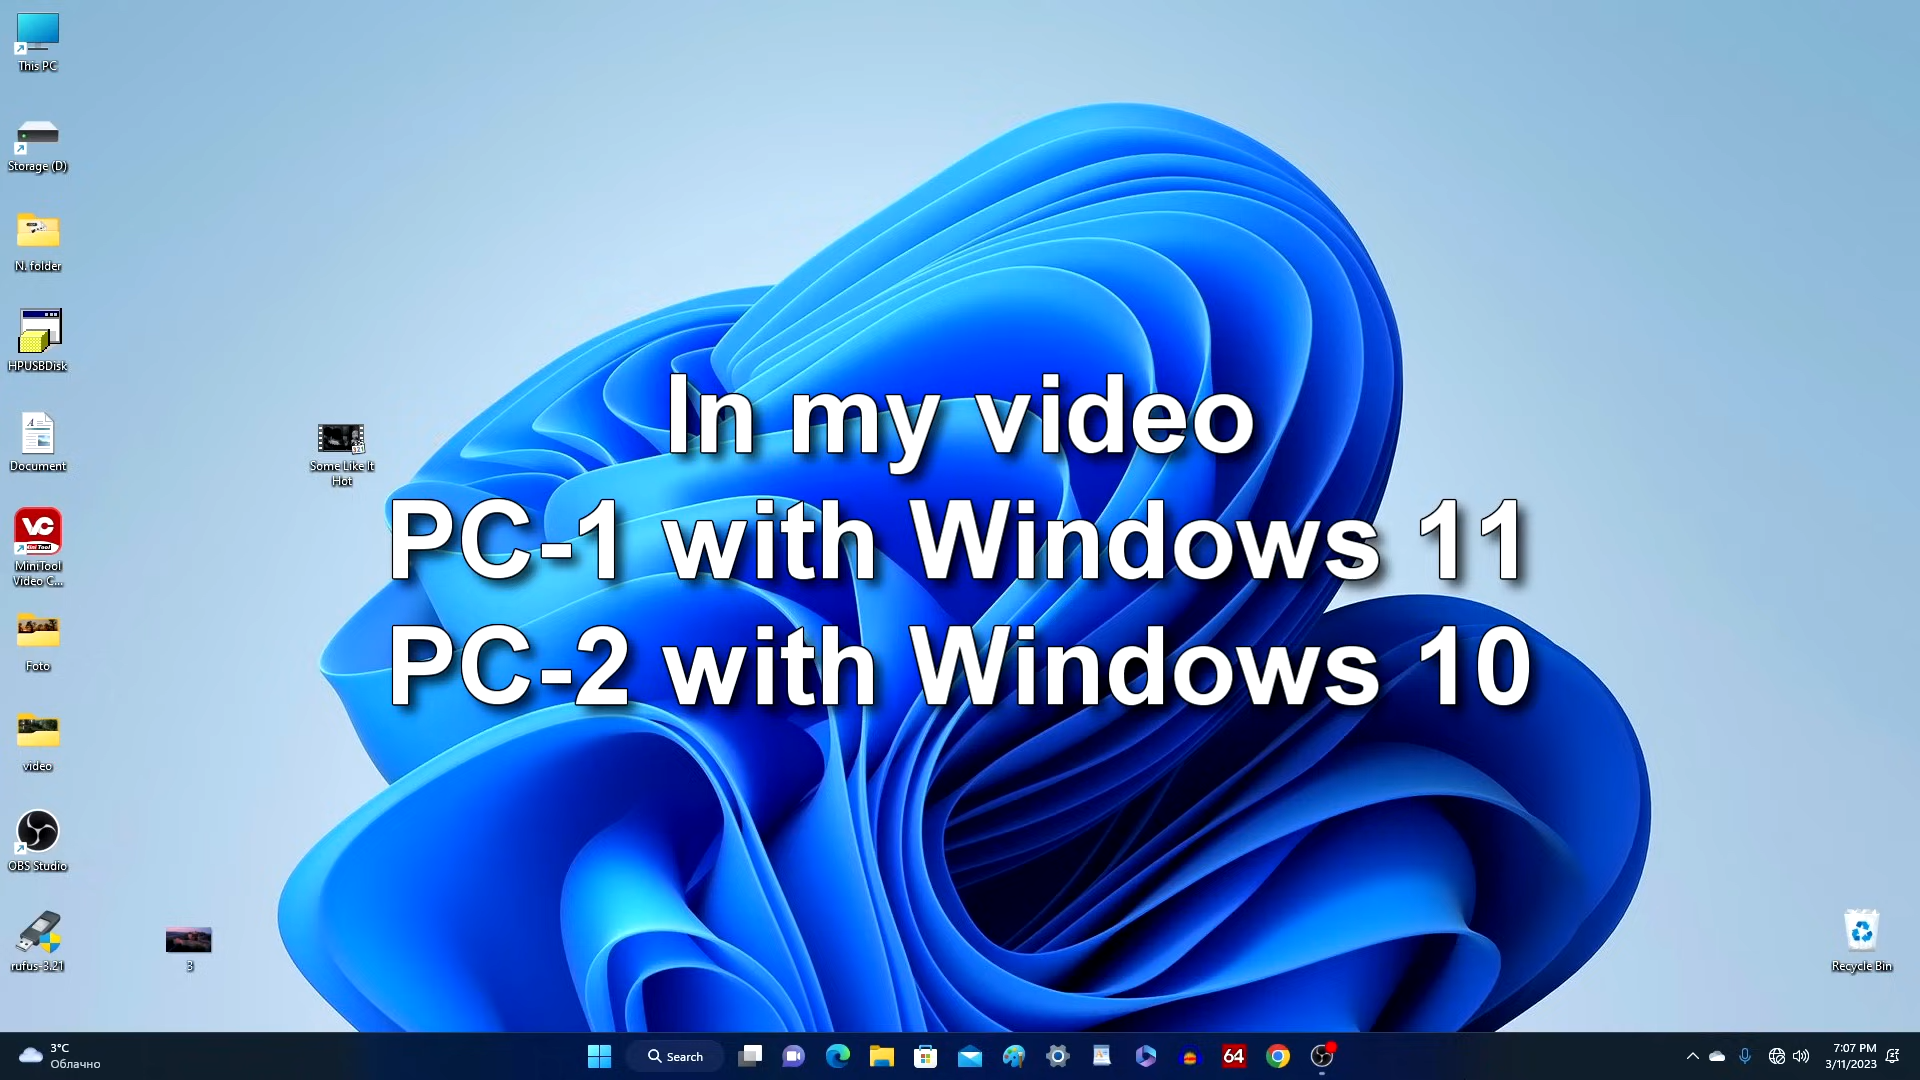 This PC
Storage (D)
N. folder
HPUSBDisk
Document
Some Like It
Hot
VC
MiniTool
Video C...
Foto
video
OBS Studio
rufus-3.21
3
Recycle Bin
In my video
PC-1 with Windows 11
PC-2 with Windows 10
3°C
Облачно
Search
64
7:07 PM
3/11/2023